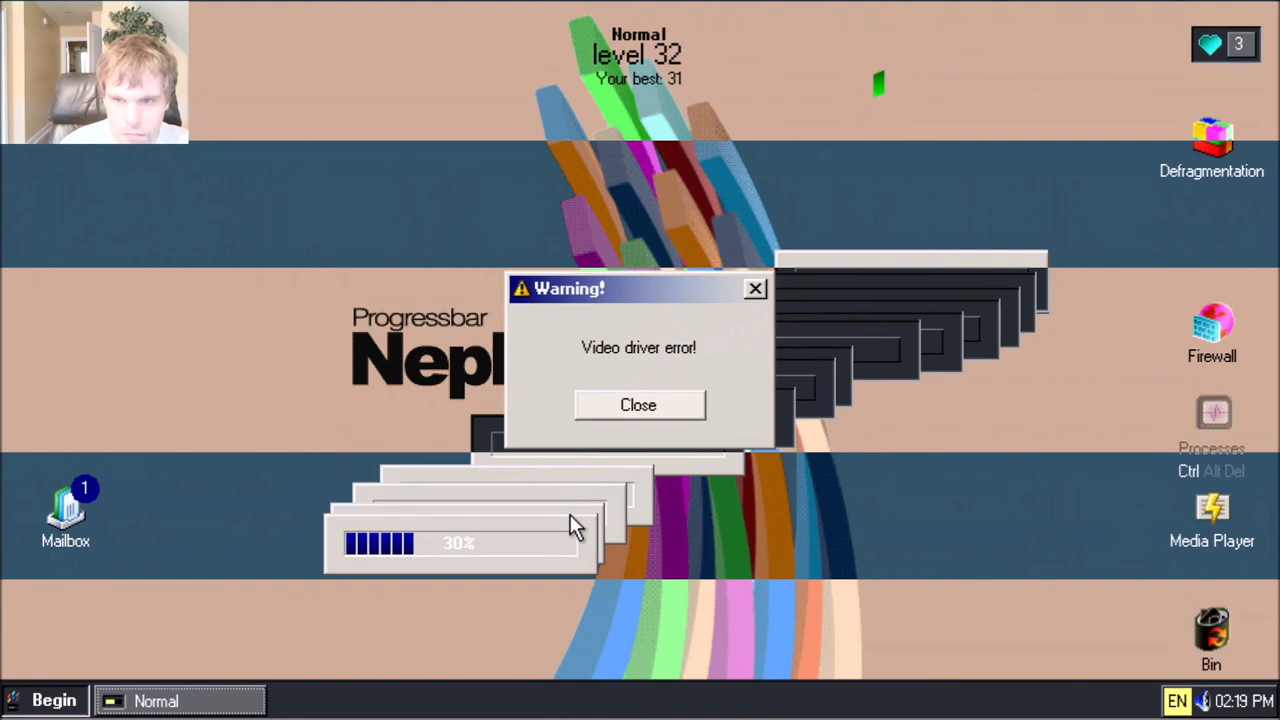 Normal
level 32
Your best: 31
3
Defragmentation
Warning!
Progressbar
Nepl
Video driver error!
Firewall
Close
Processes
Ctrl Alt Del
1
Mailbox
Media Player
30%
Bin
Begin
Normal
EN
02:19 PM